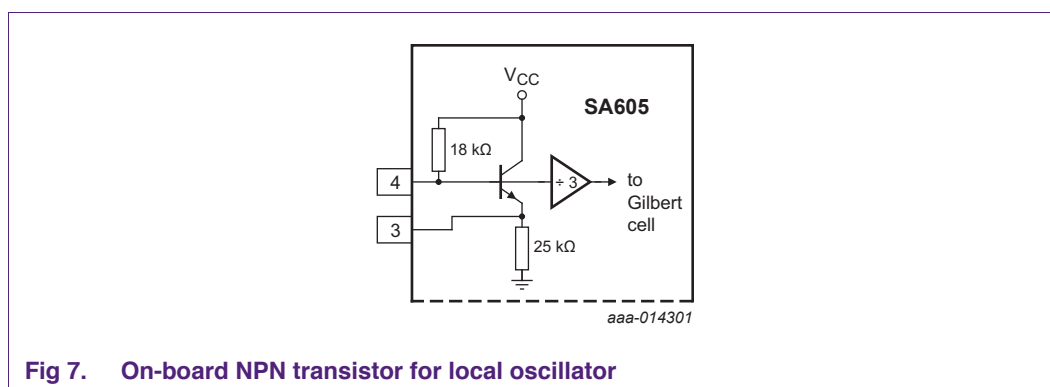 VCC
SA605
18 kΩ
4
÷ 3
to
Gilbert
cell
3
25 kΩ
aaa-014301
Fig 7. On-board NPN transistor for local oscillator